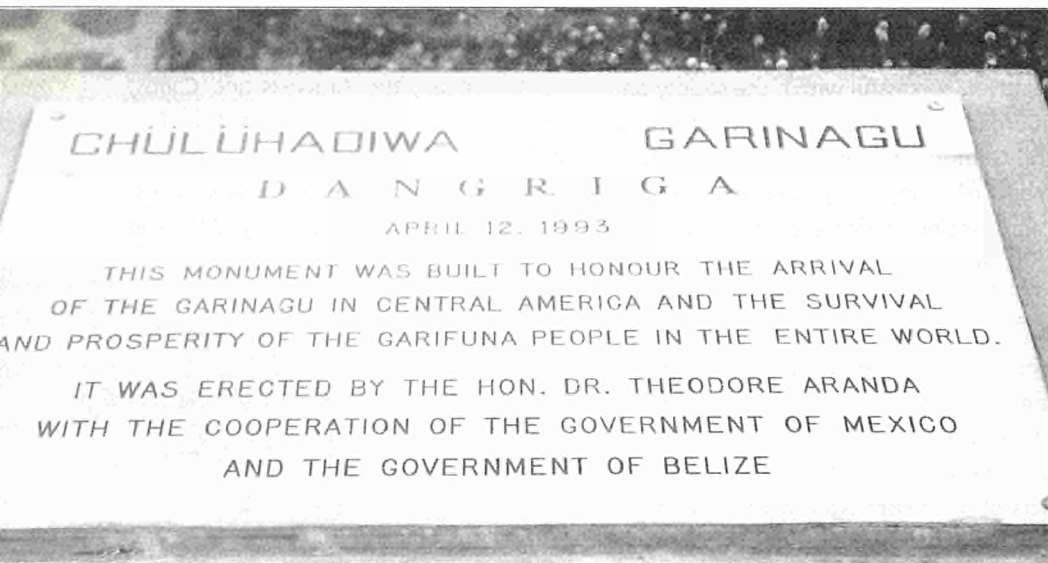 CHÜLÜHADIWA GARINAGU
DANGRIGA
APRIL 12, 1993
THIS MONUMENT WAS BUILT TO HONOUR THE ARRIVAL
OF THE GARINAGU IN CENTRAL AMERICA AND THE SURVIVAL
AND PROSPERITY OF THE GARIFUNA PEOPLE IN THE ENTIRE WORLD.
IT WAS ERECTED BY THE HON. DR. THEODORE ARANDA
WITH THE COOPERATION OF THE GOVERNMENT OF MEXICO
AND THE GOVERNMENT OF BELIZE